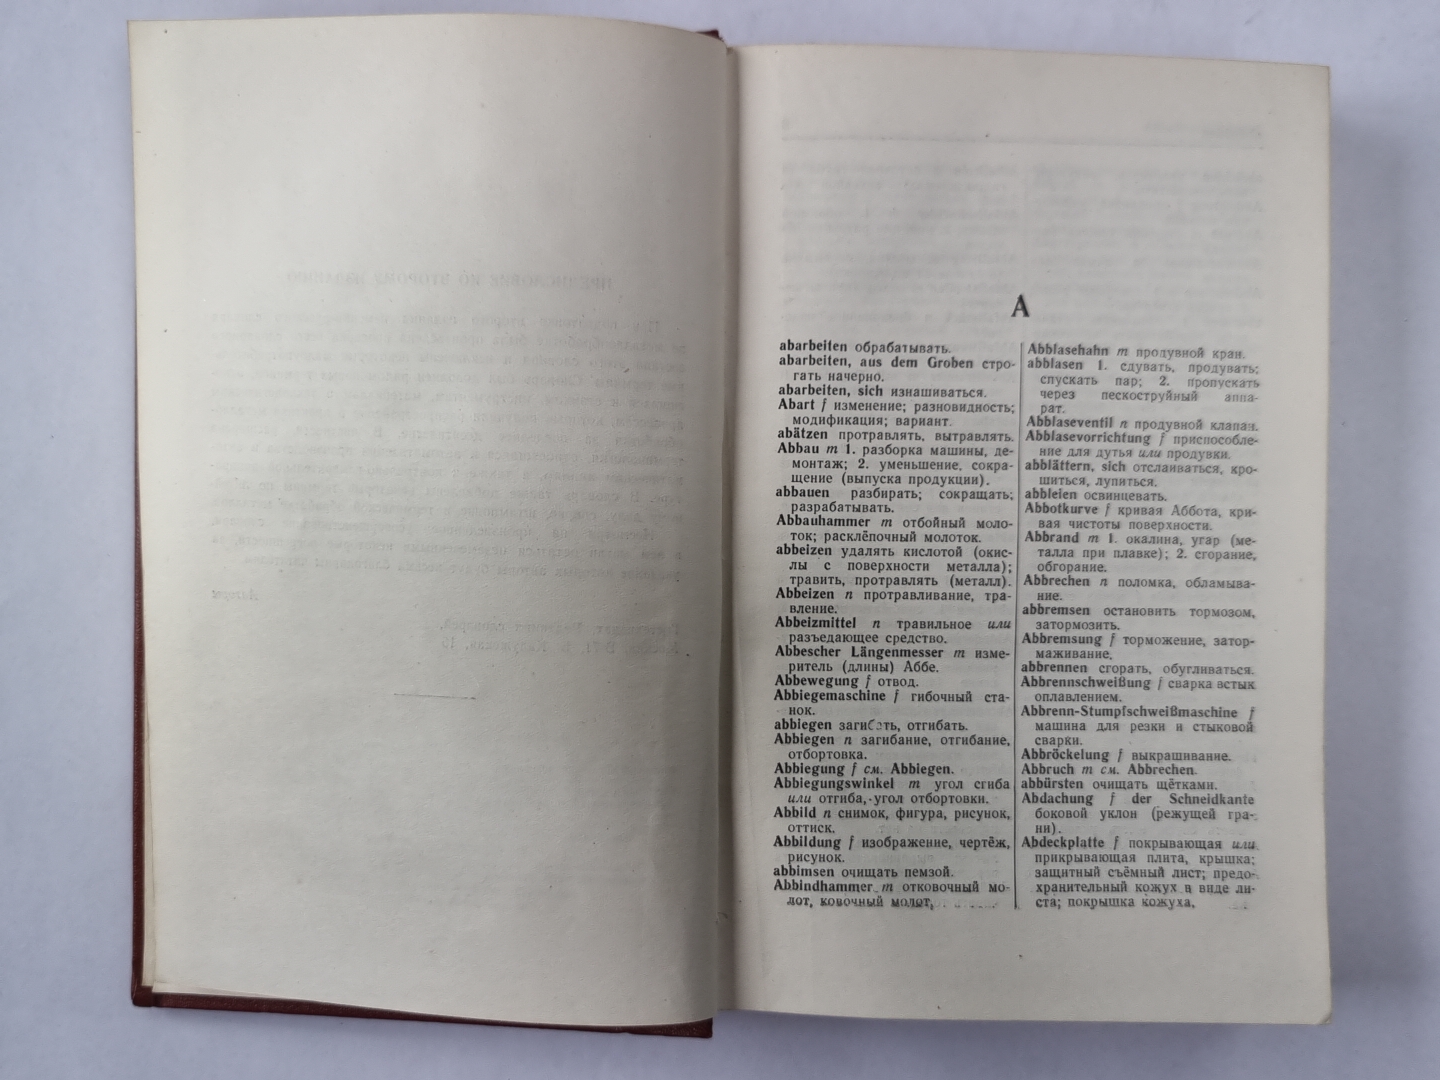 A
abarbeiten обрабатывать.
abarbeiten, aus dem Groben стро-
гать начерно.
abarbeiten, sich изнашиваться.
Abart f изменение; разновидность;
модификация; вариант.
abätzen протравлять, вытравлять.
Abbau m 1. разборка машины, де-
монтаж; 2. уменьшение, сокра-
щение (выпуска продукции).
abbauen разбирать; сокращать;
разрабатывать.
Abbauhammer m отбойный моло-
ток; расклёпочный молоток.
abbeizen удалять кислотой (окис-
лы с поверхности металла);
травить, протравлять (металл).
Abbeizen n протравливание, тра-
вление.
Abbeizmittel n травильное или
разъедающее средство.
Abbescher Längenmesser m изме-
ритель (длины) Аббе.
Abbewegung f отвод.
Abbiegemaschine f гибочный ста-
нок.
abbiegen загибать, отгибать.
Abbiegen n загибание, отгибание,
отбортовка.
Abbiegung f см. Abbiegen.
Abbiegungswinkel m угол сгиба
или отгиба, угол отбортовки.
Abbild n снимок, фигура, рисунок,
оттиск.
Abbildung f изображение, чертёж,
рисунок.
abbimsen очищать пемзой.
Abbindhammer m отковочный мо-
лот, ковочный молот.
Abblasehahn m продувной кран.
abblasen 1. сдувать, продувать;
спускать пар; 2. пропускать
через пескоструйный аппа-
рат.
Abblaseventil n продувной клапан.
Abblasevorrichtung f приспособле-
ние для дутья или продувки.
abblättern, sich отслаиваться, кро-
шиться, лупиться.
abbleien освинцевать.
Abbotkurve f кривая Аббота, кри-
вая чистоты поверхности.
Abbrand m 1. окалина, угар (ме-
талла при плавке); 2. сгорание,
обгорание.
Abbrechen n поломка, обламыва-
ние.
abbremsen остановить тормозом,
затормозить.
Abbremsung f торможение, затор-
маживание.
abbrennen сгорать, обугливаться.
Abbrennschweißung f сварка встык
оплавлением.
Abbrenn-Stumpfschweißmaschine f
машина для резки и стыковой
сварки.
Abbröckelung f выкрашивание.
Abbruch m см. Abbrechen.
abbürsten очищать щётками.
Abdachung f der Schneidkante
боковой уклон (режущей гра-
ни).
Abdeckplatte f покрывающая или
прикрывающая плита, крышка;
защитный съёмный лист; предо-
хранительный кожух в виде ли-
ста; покрышка кожуха.